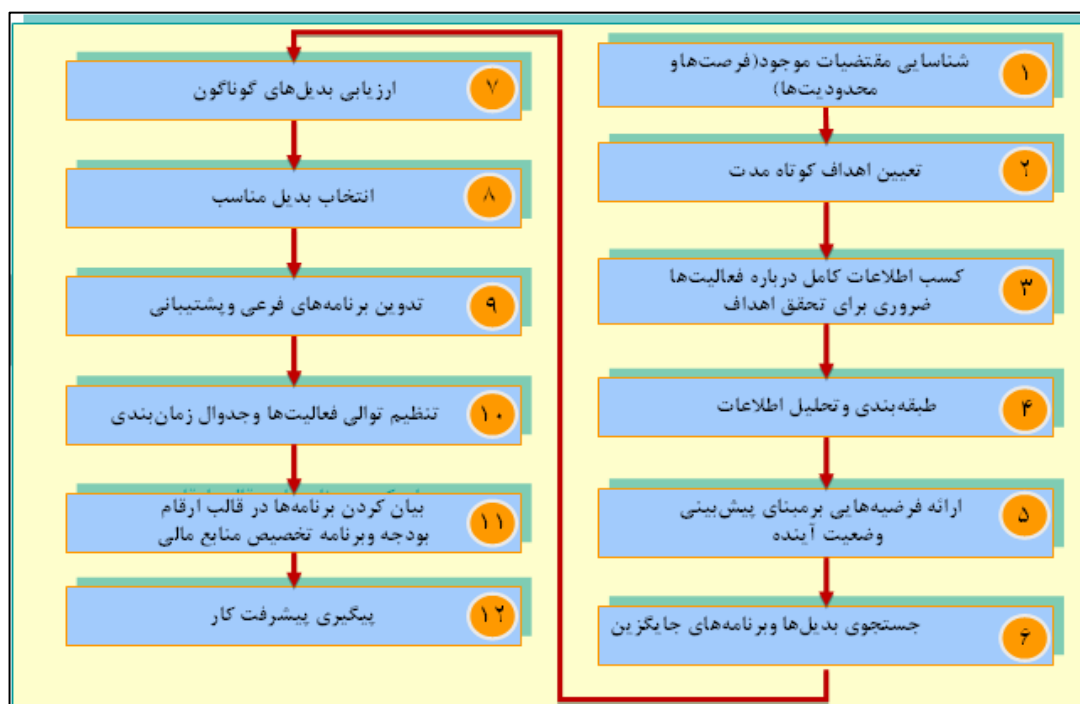 ۱
شناسایی مقتضیات موجود(فرصت‌هاو
محدودیت‌ها)
۲
تعیین اهداف کوتاه مدت
۳
کسب اطلاعات کامل درباره فعالیت‌ها
ضروری برای تحقق اهداف
۴
طبقه‌بندی وتحلیل اطلاعات
۵
ارائه فرضیه‌هایی برمبنای پیش‌بینی
وضعیت آینده
۶
جستجوی بدیل‌ها وبرنامه‌های جایگزین
۷
ارزیابی بدیل‌های گوناگون
۸
انتخاب بدیل مناسب
۹
تدوین برنامه‌های فرعی وپشتیبانی
۱۰
تنظیم توالی فعالیت‌ها وجدوال زمان‌بندی
۱۱
بیان کردن برنامه‌ها در قالب ارقام
بودجه وبرنامه تخصیص منابع مالی
۱۲
پیگیری پیشرفت کار